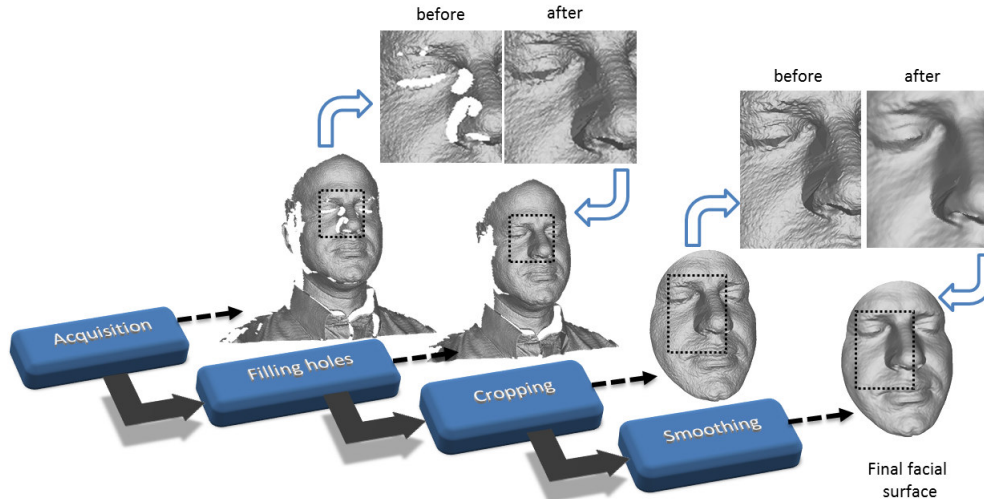 before
after
before
after
Acquisition
Filling holes
Cropping
Smoothing
Final facial
surface